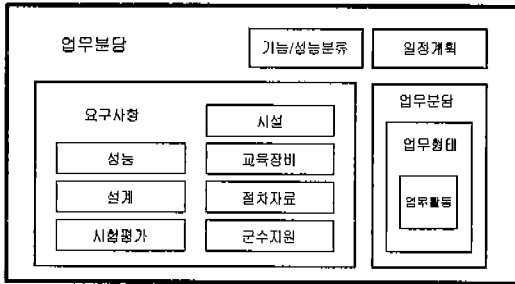 업무분담
기능/성능분류
일정계획
요구사항
시설
성능
교육장비
설계
절차자료
시험평가
군수지원
업무분담
업무형태
업무활동